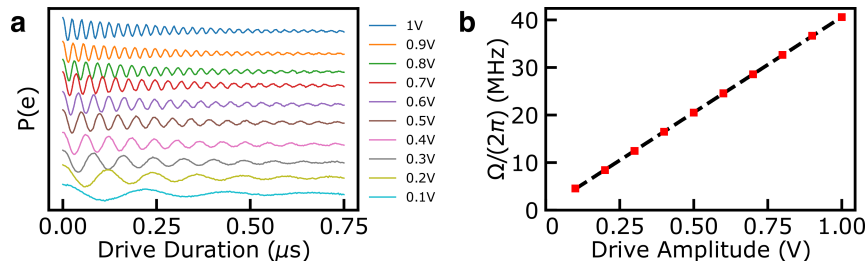 a
P(e)
1V
0.9V
0.8V
0.7V
0.6V
0.5V
0.4V
0.3V
0.2V
0.1V
0.00 0.25 0.50 0.75
Drive Duration (μs)
b
Ω/(2π) (MHz)
40
30
20
10
0
0 0.25 0.50 0.75 1.00
Drive Amplitude (V)